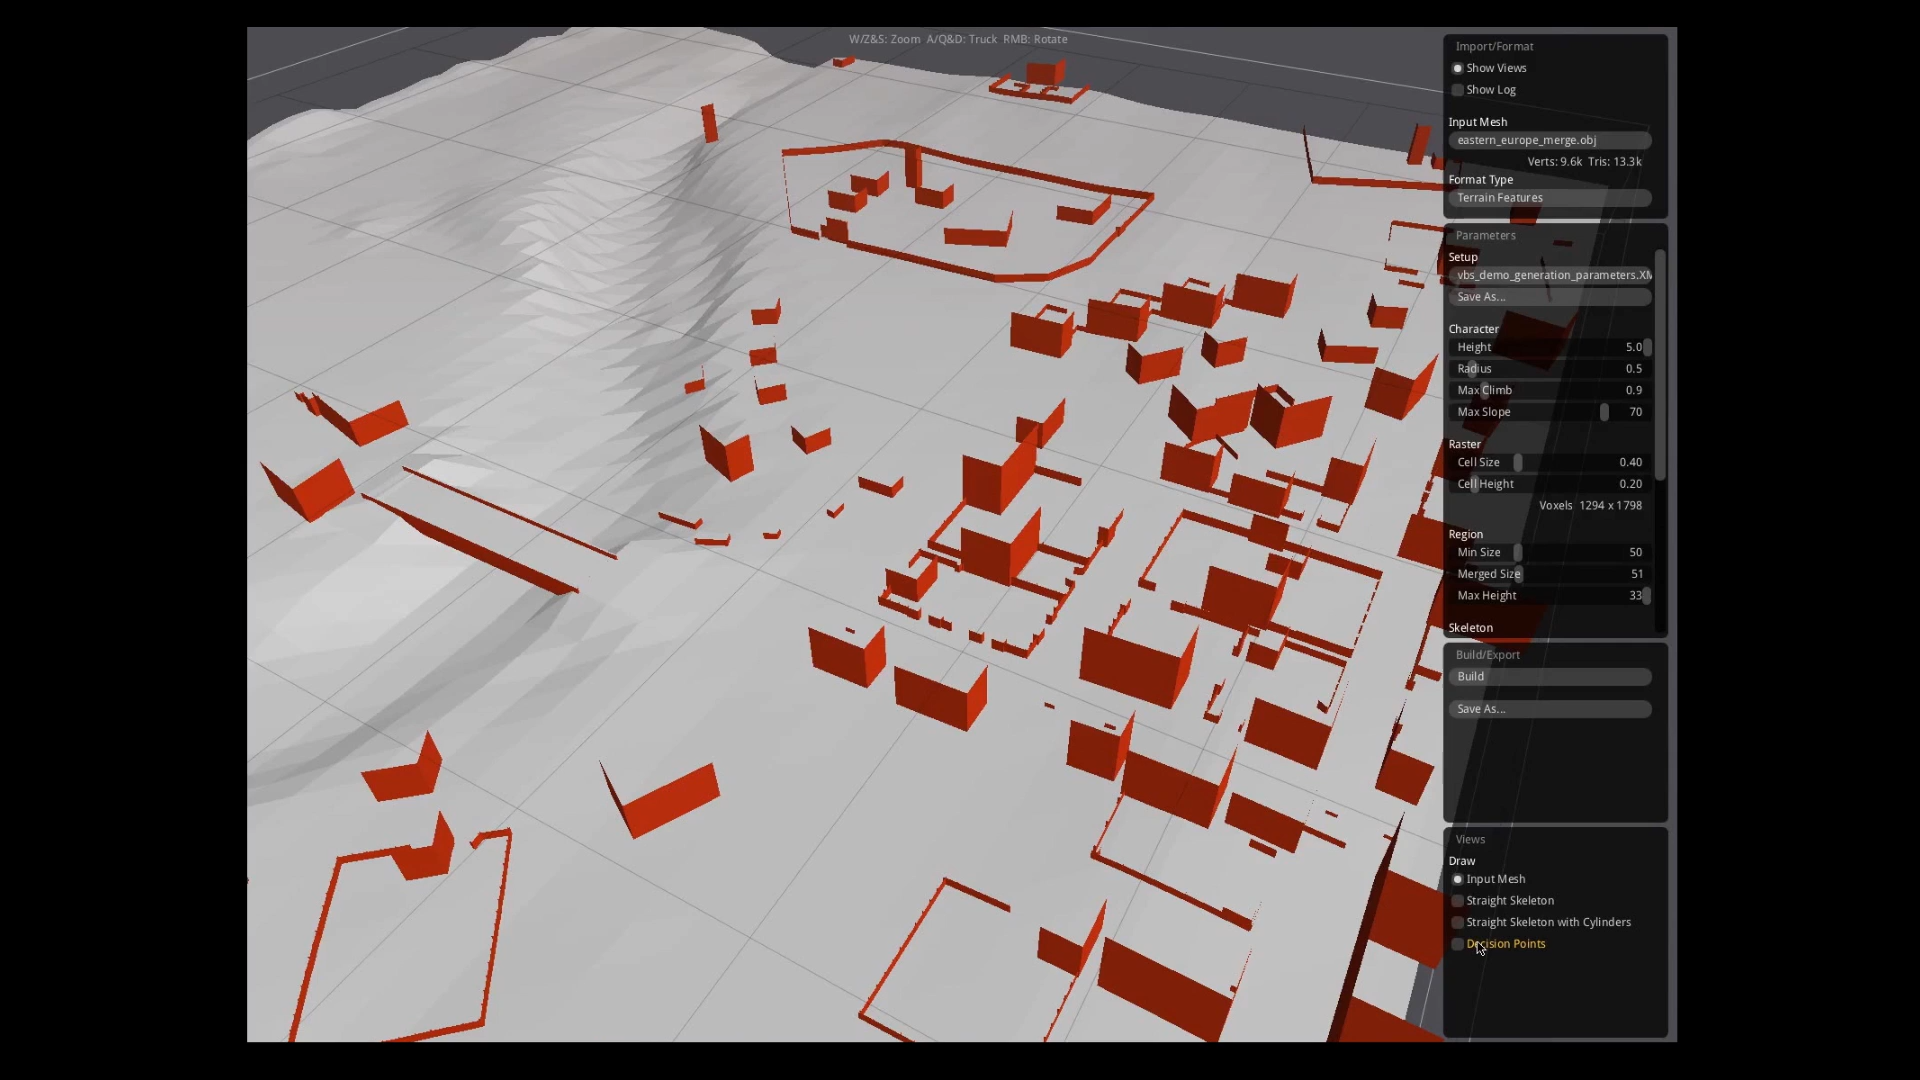 W/Z&S: Zoom  A/Q&D: Truck  RMB: Rotate
Import/Format
Show Views
Show Log
Input Mesh
eastern_europe_merge.obj
Verts: 9.6k  Tris: 13.3k
Format Type
Terrain Features
Parameters
Setup
vbs_demo_generation_parameters.XM
Save As...
Character
Height 5.0
Radius 0.5
Max Climb 0.9
Max Slope 70
Raster
Cell Size 0.40
Cell Height 0.20
Voxels  1294 x 1798
Region
Min Size 50
Merged Size 51
Max Height 33
Skeleton
Build/Export
Build
Save As...
Views
Draw
Input Mesh
Straight Skeleton
Straight Skeleton with Cylinders
Decision Points